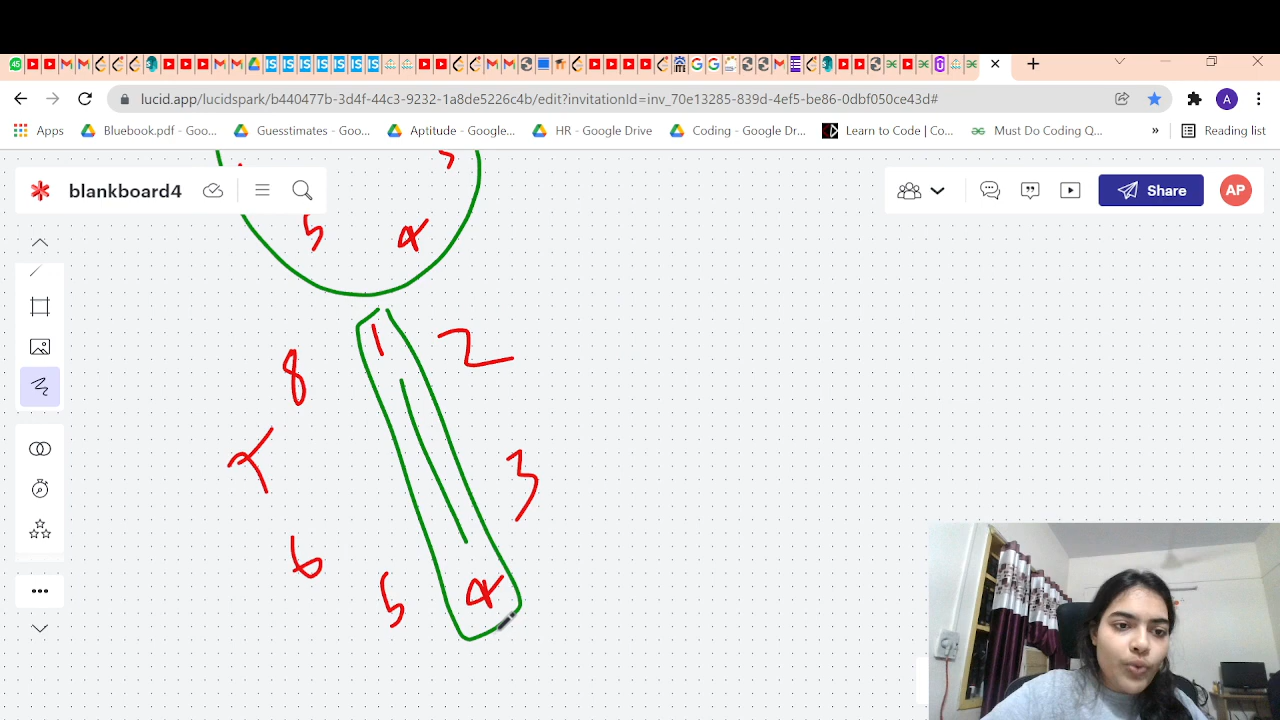 45
lucid.app/lucidspark/b440477b-3d4f-44c3-9232-1a8de5226c4b/edit?invitationId=inv_70e13285-839d-4ef5-be86-0dbf050ce43d#
A
Apps
Bluebook.pdf - Goo...
Guesstimates - Goo...
Aptitude - Google...
HR - Google Drive
Coding - Google Dr...
Learn to Code | Co...
Must Do Coding Q...
»
Reading list
blankboard4
Share
AP
5
4
1
2
8
3
7
6
5
4